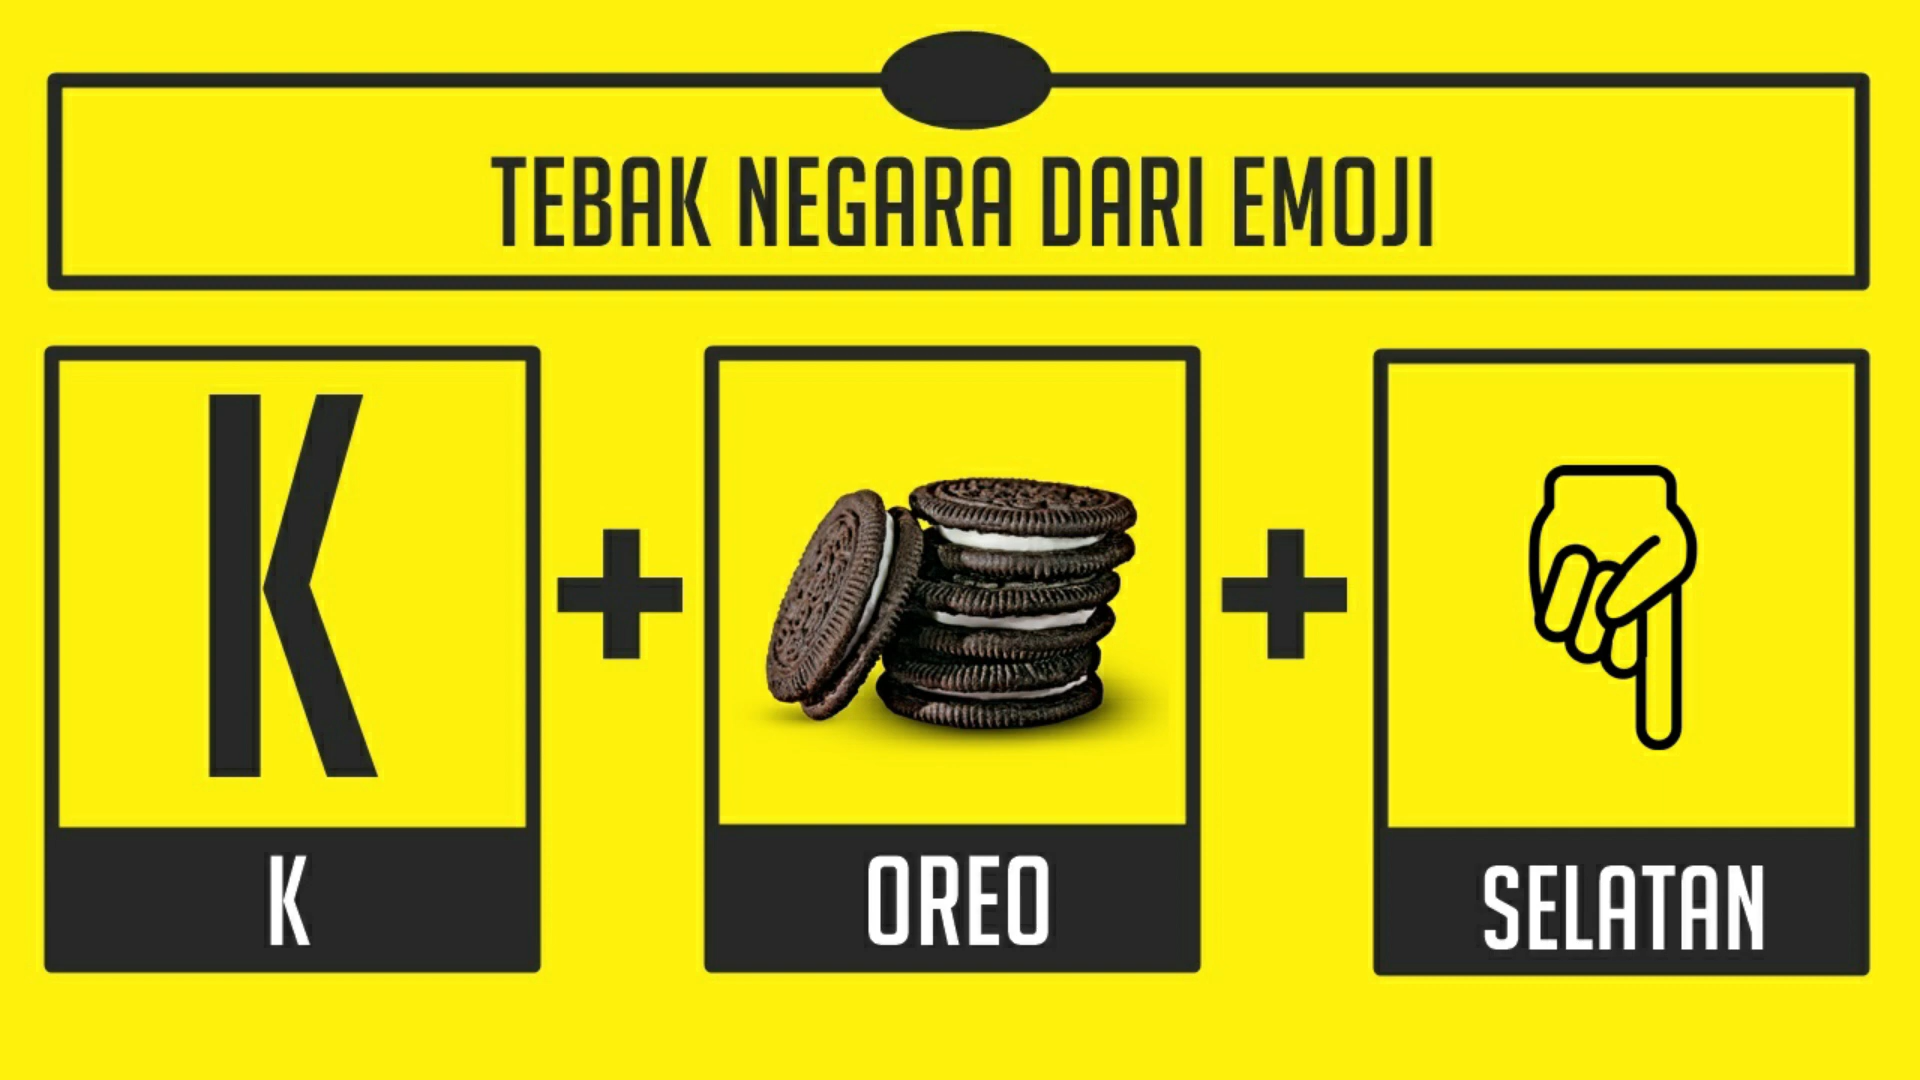 TEBAK NEGARA DARI EMOJI
K
+
+
K
OREO
SELATAN